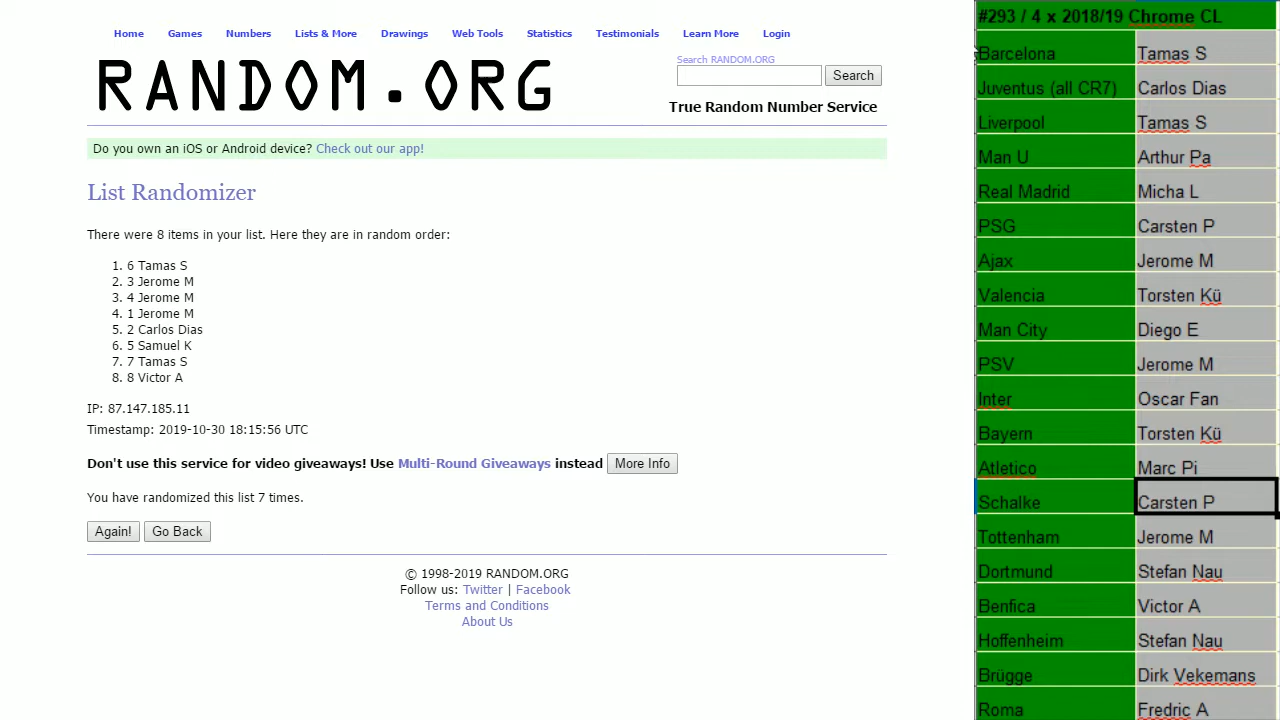 Home Games Numbers Lists & More Drawings Web Tools Statistics Testimonials Learn More Login
RANDOM.ORG
Search RANDOM.ORG
Search
True Random Number Service
Do you own an iOS or Android device? Check out our app!
List Randomizer
There were 8 items in your list. Here they are in random order:
1. 6 Tamas S
2. 3 Jerome M
3. 4 Jerome M
4. 1 Jerome M
5. 2 Carlos Dias
6. 5 Samuel K
7. 7 Tamas S
8. 8 Victor A
IP: 87.147.185.11
Timestamp: 2019-10-30 18:15:56 UTC
Don't use this service for video giveaways! Use Multi-Round Giveaways instead More Info
You have randomized this list 7 times.
Again! Go Back
© 1998-2019 RANDOM.ORG
Follow us: Twitter | Facebook
Terms and Conditions
About Us
#293 / 4 x 2018/19 Chrome CL
Barcelona Tamas S
Juventus (all CR7) Carlos Dias
Liverpool Tamas S
Man U Arthur Pa
Real Madrid Micha L
PSG Carsten P
Ajax Jerome M
Valencia Torsten Kü
Man City Diego E
PSV Jerome M
Inter Oscar Fan
Bayern Torsten Kü
Atletico Marc Pi
Schalke Carsten P
Tottenham Jerome M
Dortmund Stefan Nau
Benfica Victor A
Hoffenheim Stefan Nau
Brügge Dirk Vekemans
Roma Fredric A